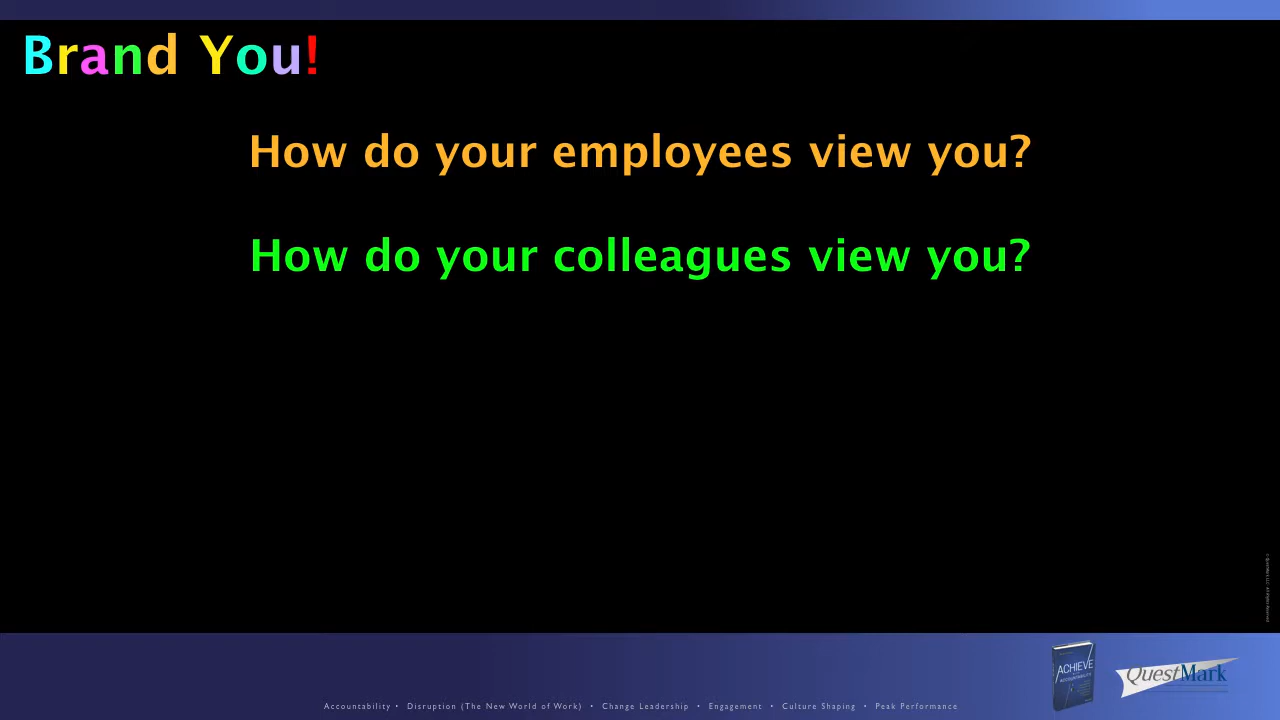 Brand You!
How do your employees view you?
How do your colleagues view you?
ACHIEVE
QuestMark
Accountability • Disruption (The New World of Work) • Change Leadership • Engagement • Culture Shaping • Peak Performance